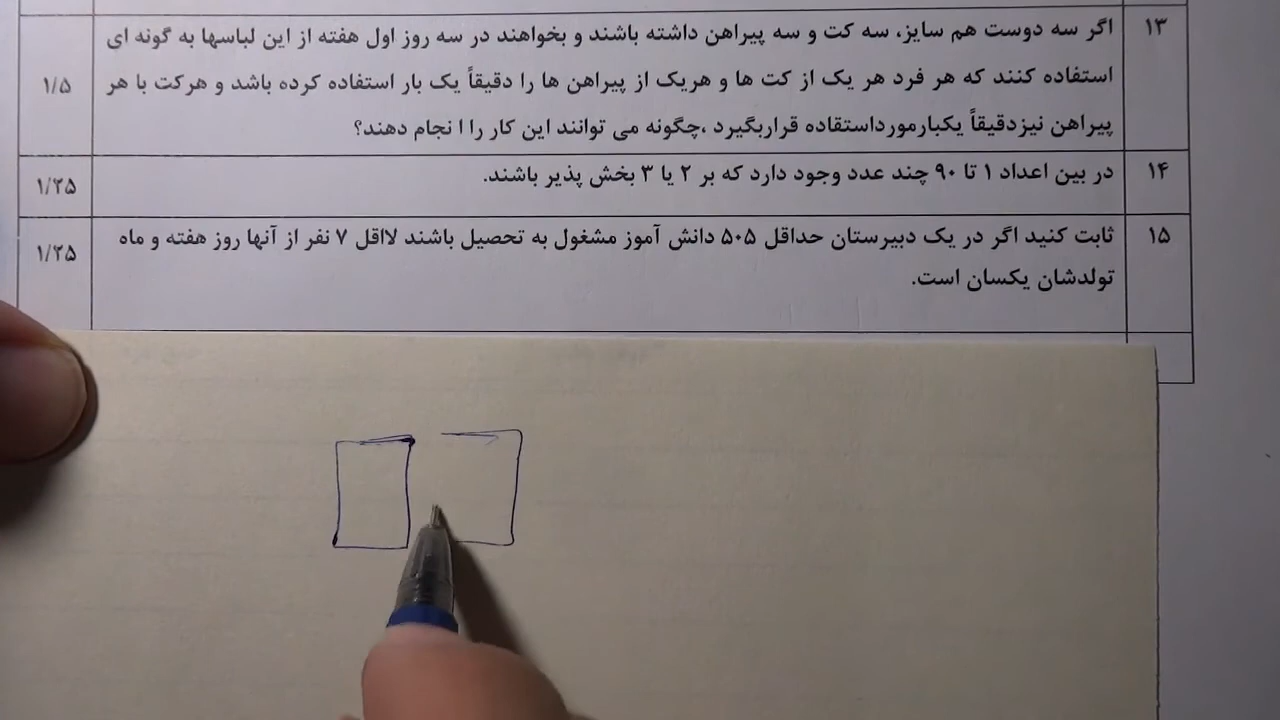 ۱۳
اگر سه دوست هم سایز، سه کت و سه پیراهن داشته باشند و بخواهند در سه روز اول هفته از این لباسها به گونه ای
استفاده کنند که هر فرد هر یک از کت ها و هریک از پیراهن ها را دقیقاً یک بار استفاده کرده باشد و هرکت با هر
پیراهن نیزدقیقاً یکبارمورداستقاده قراربگیرد ،چگونه می توانند این کار را ا نجام دهند؟
۱/۵
۱۴
در بین اعداد ۱ تا ۹۰ چند عدد وجود دارد که بر ۲ یا ۳ بخش پذیر باشند.
۱/۲۵
۱۵
ثابت کنید اگر در یک دبیرستان حداقل ۵۰۵ دانش آموز مشغول به تحصیل باشند لااقل ۷ نفر از آنها روز هفته و ماه
تولدشان یکسان است.
۱/۲۵